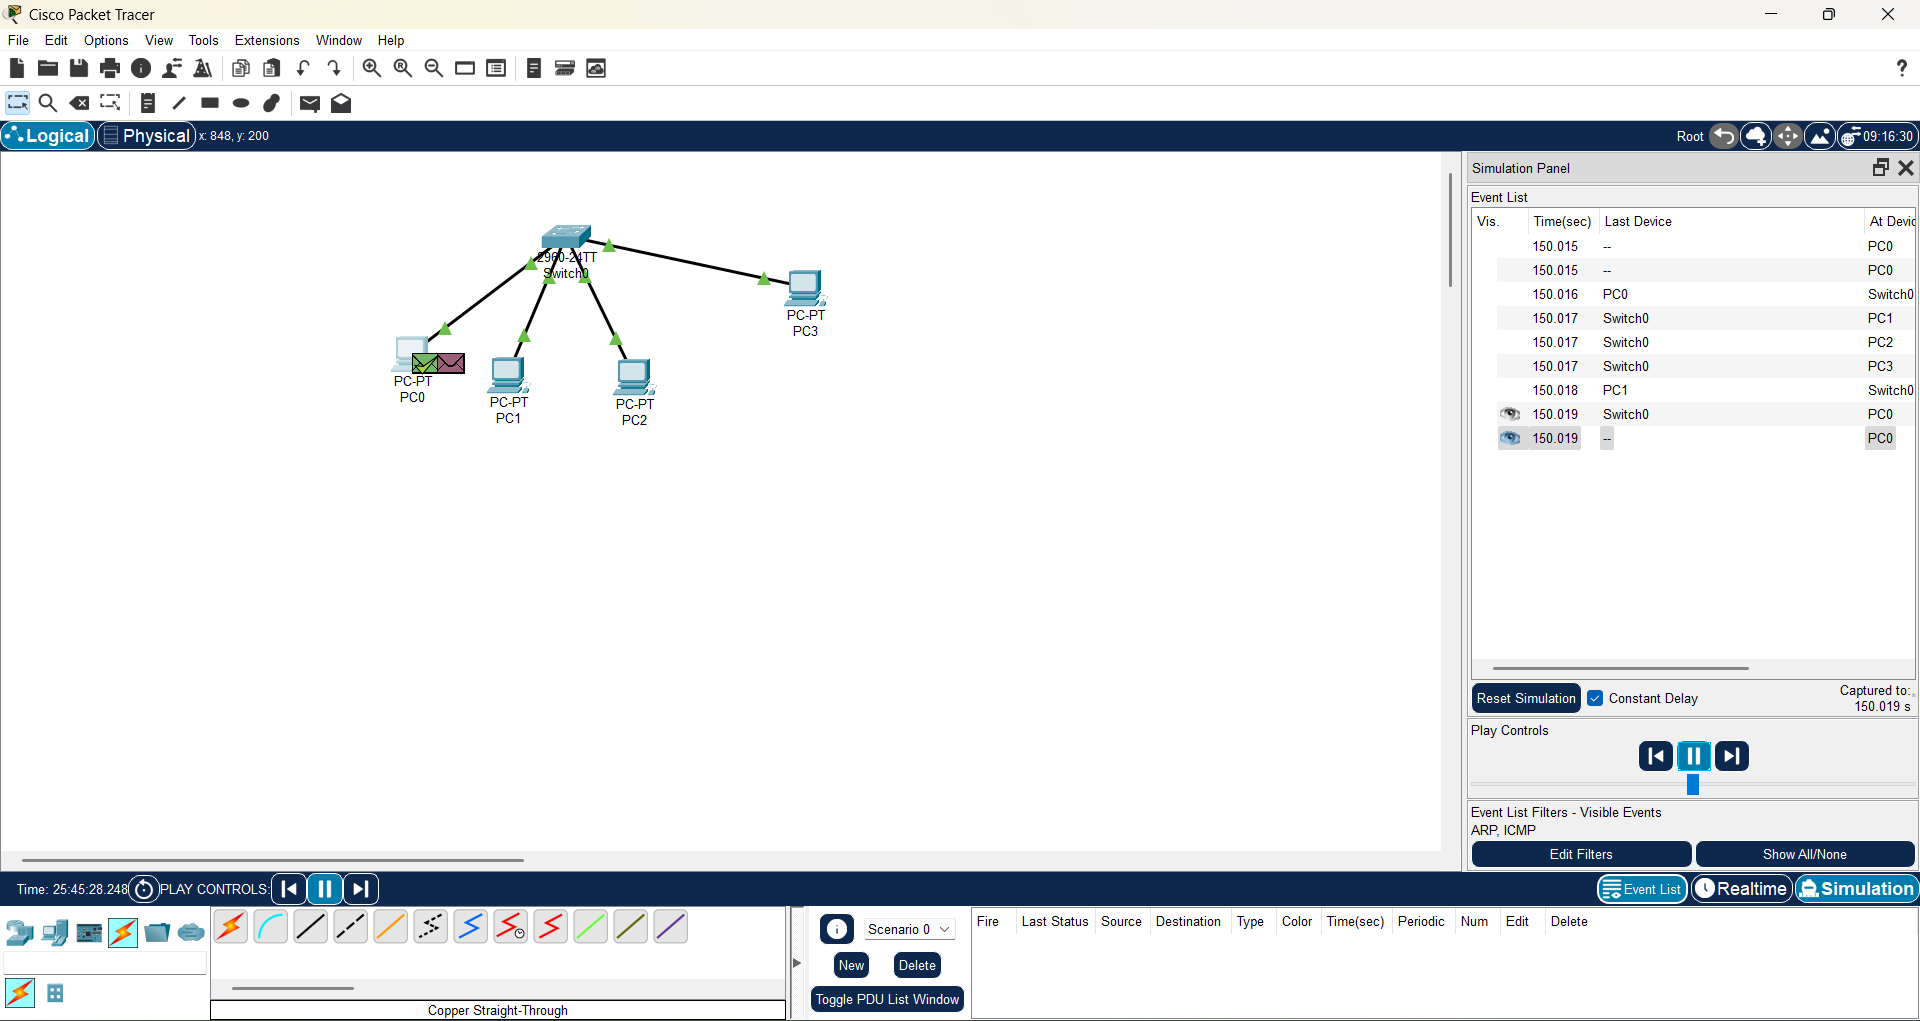 Cisco Packet Tracer
File Edit Options View Tools Extensions Window Help
Logical Physical x: 848, y: 200 Root 09:16:30
2960-24TT
Switch0
PC-PT
PC3
PC-PT
PC0
PC-PT
PC1
PC-PT
PC2
Simulation Panel
Event List
Vis. Time(sec) Last Device At Devic
150.015 -- PC0
150.015 -- PC0
150.016 PC0 Switch0
150.017 Switch0 PC1
150.017 Switch0 PC2
150.017 Switch0 PC3
150.018 PC1 Switch0
150.019 Switch0 PC0
150.019 -- PC0
Reset Simulation Constant Delay Captured to:
150.019 s
Play Controls
Event List Filters - Visible Events
ARP, ICMP
Edit Filters Show All/None
Time: 25:45:28.248 PLAY CONTROLS: Event List Realtime Simulation
Scenario 0
New Delete
Toggle PDU List Window
Fire Last Status Source Destination Type Color Time(sec) Periodic Num Edit Delete
Copper Straight-Through